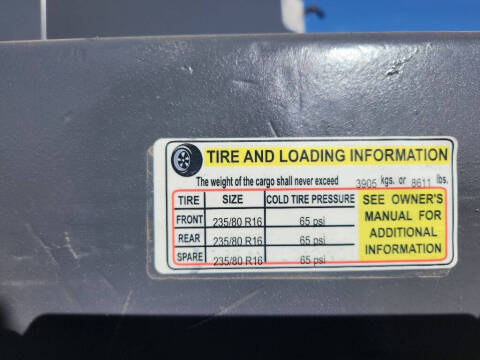 TIRE AND LOADING INFORMATION
The weight of the cargo shall never exceed 3905 kgs. or 8611 lbs.
TIRE SIZE COLD TIRE PRESSURE
FRONT 235/80 R16 65 psi
REAR 235/80 R16 65 psi
SPARE 235/80 R16 65 psi
SEE OWNER'S
MANUAL FOR
ADDITIONAL
INFORMATION